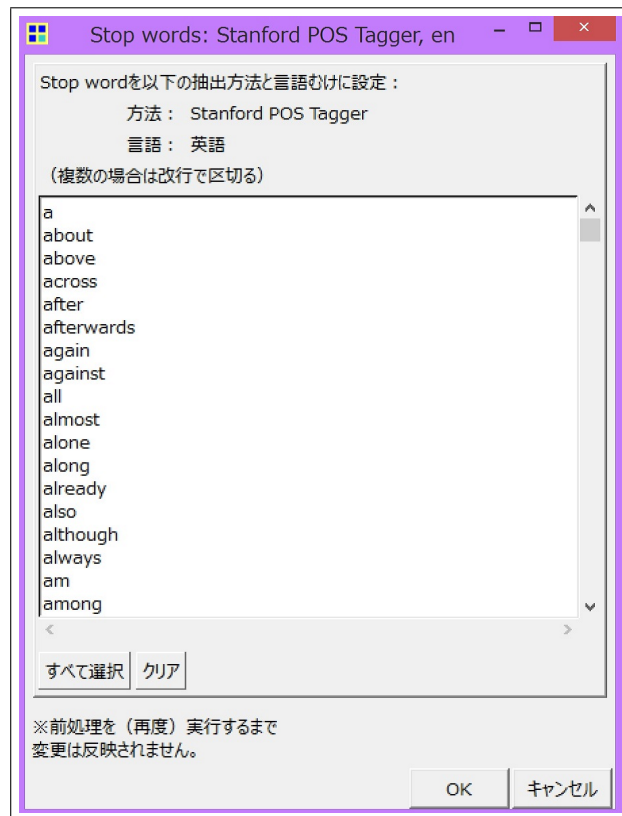 Stop words: Stanford POS Tagger, en
Stop wordを以下の抽出方法と言語むけに設定：
方法： Stanford POS Tagger
言語： 英語
（複数の場合は改行で区切る）
a
about
above
across
after
afterwards
again
against
all
almost
alone
along
already
also
although
always
am
among
すべて選択 クリア
※前処理を（再度）実行するまで
変更は反映されません。
OK キャンセル